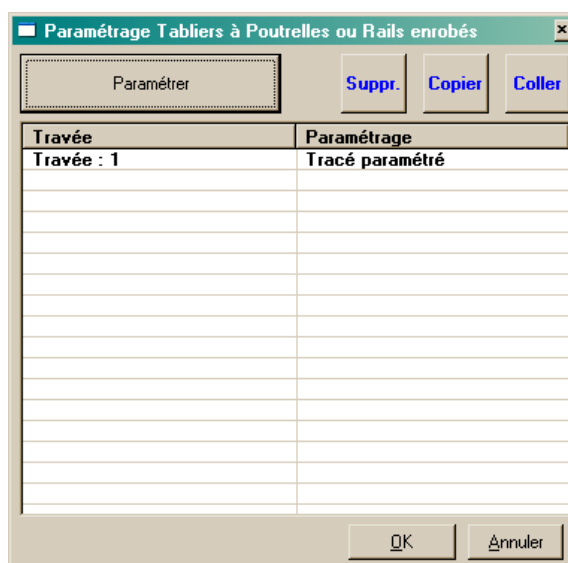 Paramétrage Tabliers à Poutrelles ou Rails enrobés
Paramétrer Suppr. Copier Coller
Travée Paramétrage
Travée : 1 Tracé paramétré
OK Annuler